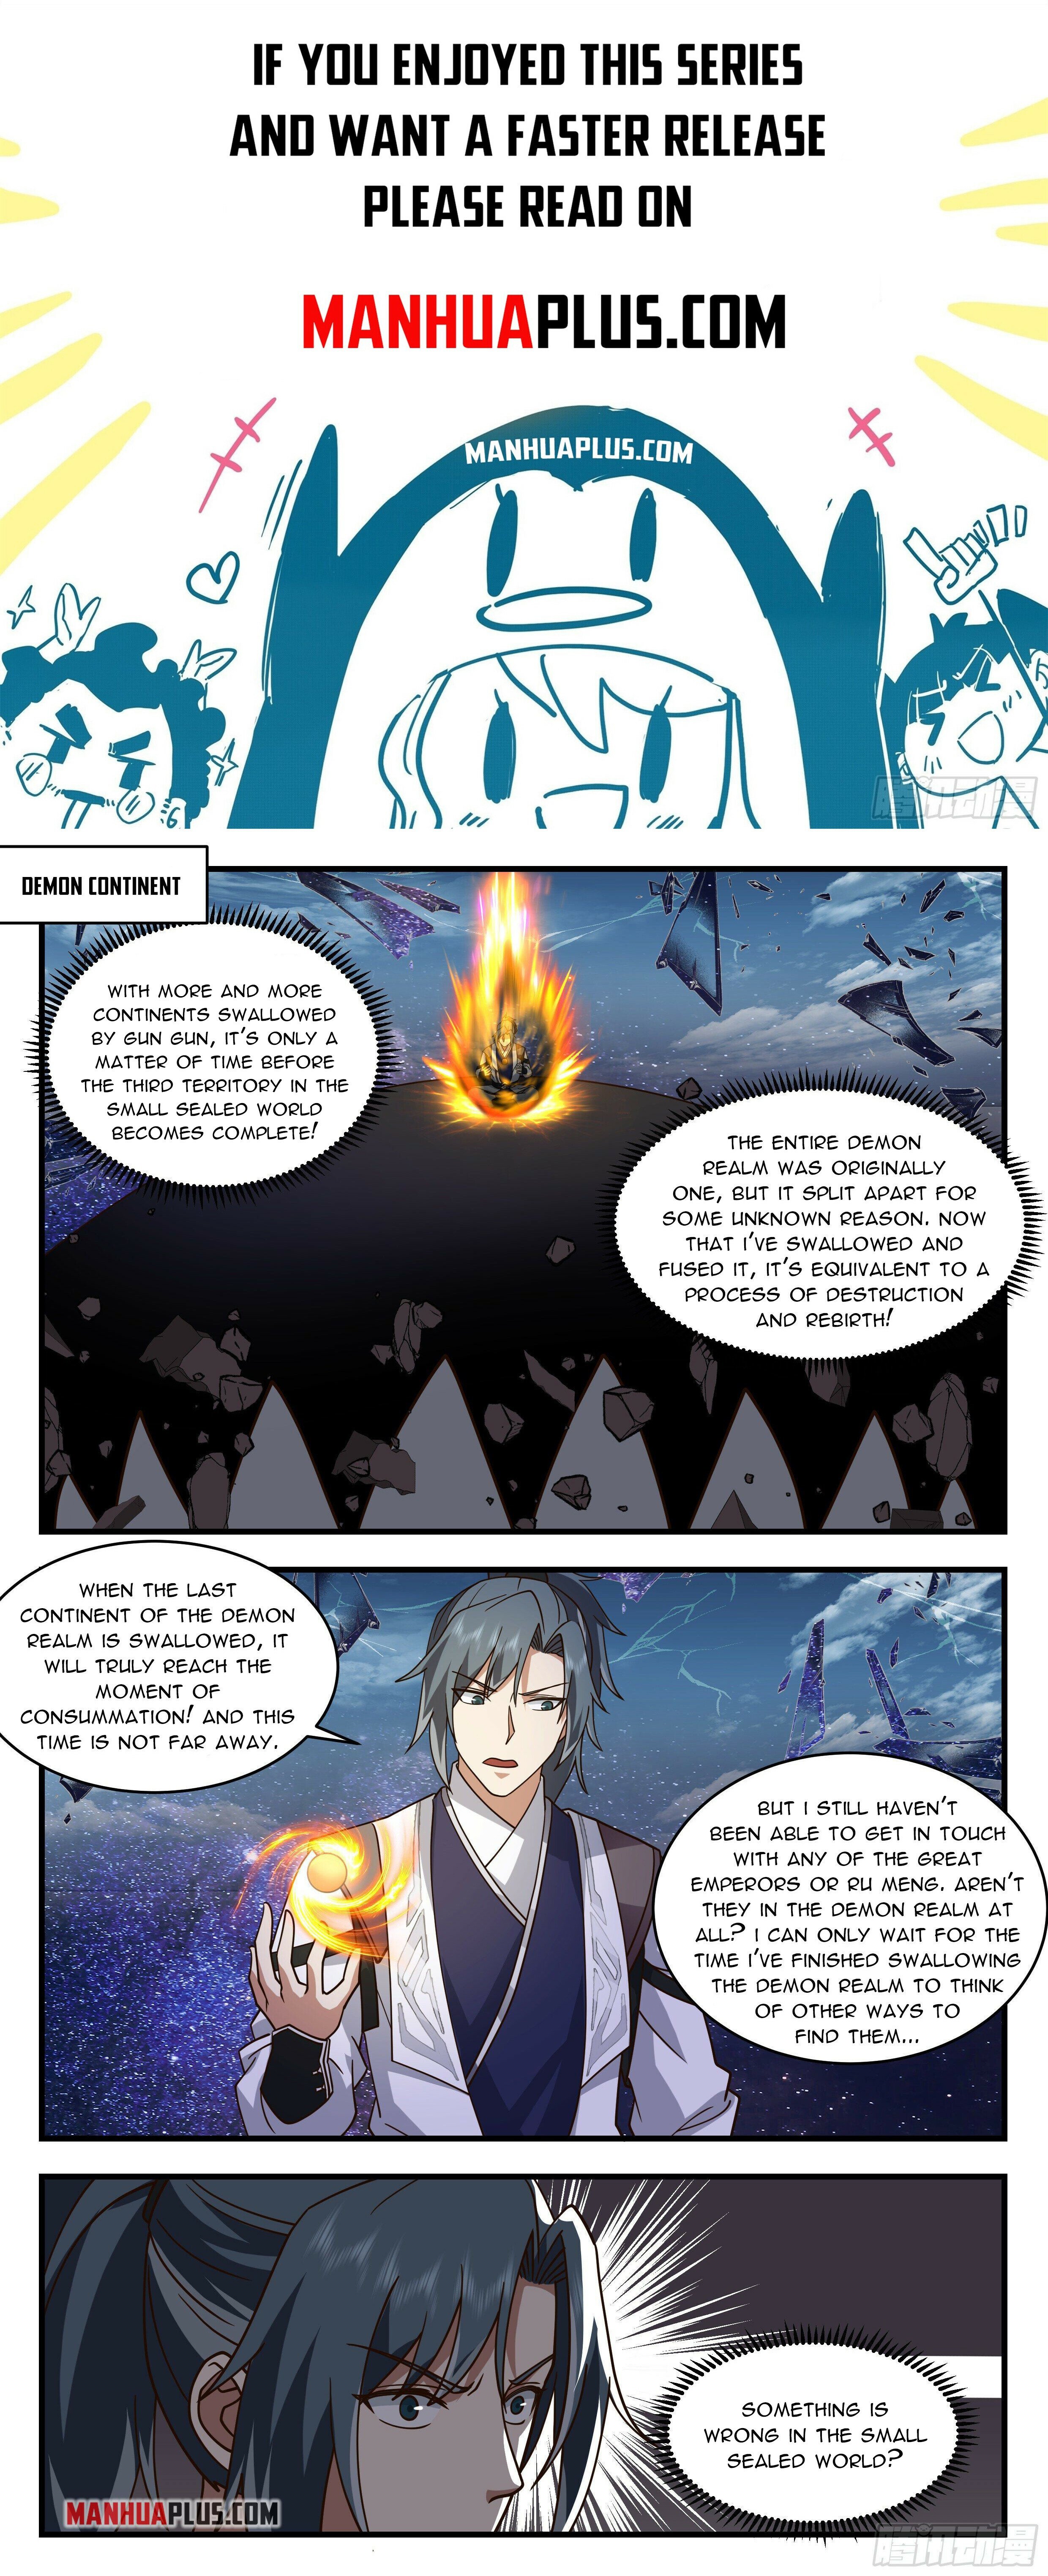 IF YOU ENJOYED THIS SERIES
AND WANT A FASTER RELEASE
PLEASE READ ON
MANHUAPLUS.COM
MANHUAPLUS.COM
腾讯动漫
DEMON CONTINENT
WITH MORE AND MORE
CONTINENTS SWALLOWED
BY GUN GUN, IT'S ONLY A
MATTER OF TIME BEFORE
THE THIRD TERRITORY IN THE
SMALL SEALED WORLD
BECOMES COMPLETE!
THE ENTIRE DEMON
REALM WAS ORIGINALLY
ONE, BUT IT SPLIT APART FOR
SOME UNKNOWN REASON. NOW
THAT I'VE SWALLOWED AND
FUSED IT, IT'S EQUIVALENT TO A
PROCESS OF DESTRUCTION
AND REBIRTH!
WHEN THE LAST
CONTINENT OF THE DEMON
REALM IS SWALLOWED, IT
WILL TRULY REACH THE
MOMENT OF
CONSUMMATION! AND THIS
TIME IS NOT FAR AWAY.
BUT I STILL HAVEN'T
BEEN ABLE TO GET IN TOUCH
WITH ANY OF THE GREAT
EMPERORS OR RU MENG. AREN'T
THEY IN THE DEMON REALM AT
ALL? I CAN ONLY WAIT FOR THE
TIME I'VE FINISHED SWALLOWING
THE DEMON REALM TO THINK
OF OTHER WAYS TO
FIND THEM...
SOMETHING IS
WRONG IN THE SMALL
SEALED WORLD?
MANHUAPLUS.COM
腾讯动漫